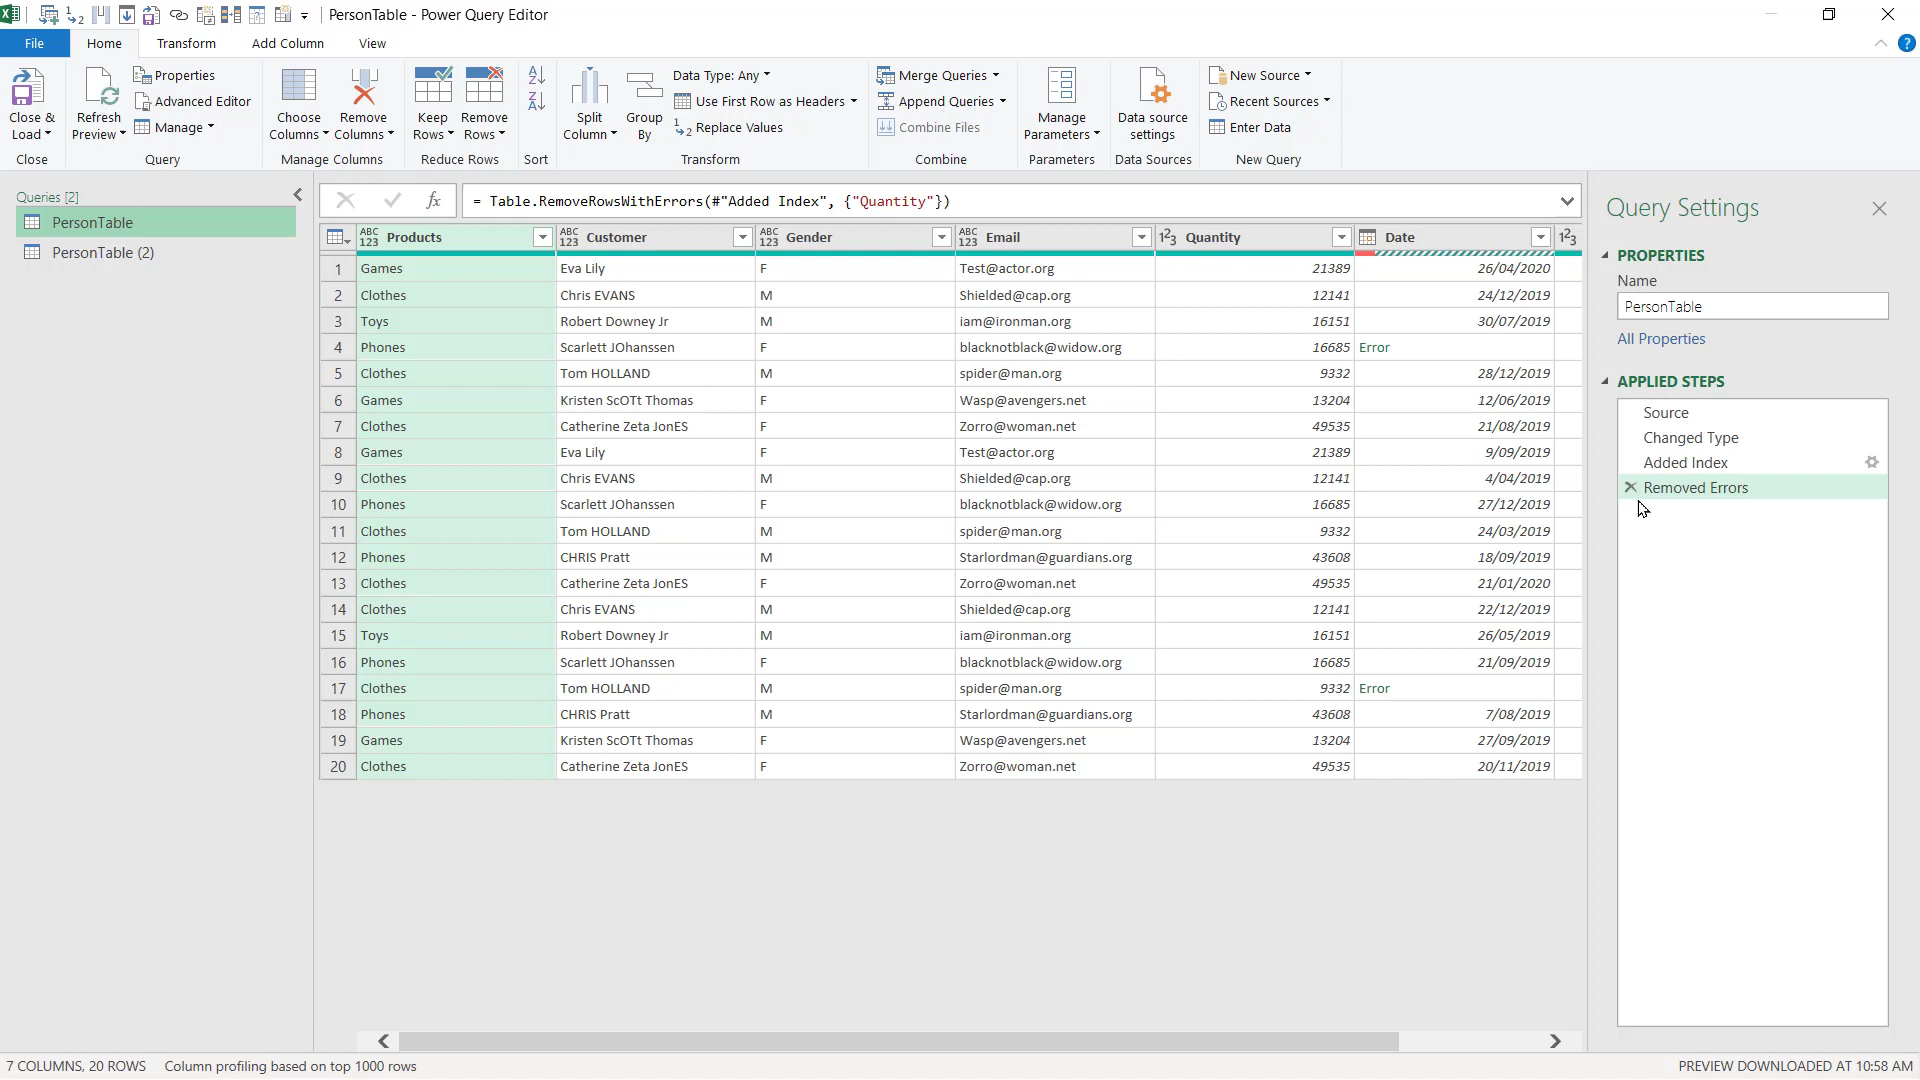 PersonTable - Power Query Editor
File Home Transform Add Column View
Close & Load
Close
Refresh Preview
Properties
Advanced Editor
Manage
Query
Choose Columns
Remove Columns
Manage Columns
Keep Rows
Remove Rows
Reduce Rows
Sort
Split Column
Group By
Data Type: Any
Use First Row as Headers
Replace Values
Transform
Merge Queries
Append Queries
Combine Files
Combine
Manage Parameters
Parameters
Data source settings
Data Sources
New Source
Recent Sources
Enter Data
New Query
Queries [2]
PersonTable
PersonTable (2)
fx = Table.RemoveRowsWithErrors(#"Added Index", {"Quantity"})
ABC 123 Products ABC 123 Customer ABC 123 Gender ABC 123 Email 123 Quantity Date 123
1 Games Eva Lily F Test@actor.org 21389 26/04/2020
2 Clothes Chris EVANS M Shielded@cap.org 12141 24/12/2019
3 Toys Robert Downey Jr M iam@ironman.org 16151 30/07/2019
4 Phones Scarlett JOhanssen F blacknotblack@widow.org 16685 Error
5 Clothes Tom HOLLAND M spider@man.org 9332 28/12/2019
6 Games Kristen ScOTt Thomas F Wasp@avengers.net 13204 12/06/2019
7 Clothes Catherine Zeta JonES F Zorro@woman.net 49535 21/08/2019
8 Games Eva Lily F Test@actor.org 21389 9/09/2019
9 Clothes Chris EVANS M Shielded@cap.org 12141 4/04/2019
10 Phones Scarlett JOhanssen F blacknotblack@widow.org 16685 27/12/2019
11 Clothes Tom HOLLAND M spider@man.org 9332 24/03/2019
12 Phones CHRIS Pratt M Starlordman@guardians.org 43608 18/09/2019
13 Clothes Catherine Zeta JonES F Zorro@woman.net 49535 21/01/2020
14 Clothes Chris EVANS M Shielded@cap.org 12141 22/12/2019
15 Toys Robert Downey Jr M iam@ironman.org 16151 26/05/2019
16 Phones Scarlett JOhanssen F blacknotblack@widow.org 16685 21/09/2019
17 Clothes Tom HOLLAND M spider@man.org 9332 Error
18 Phones CHRIS Pratt M Starlordman@guardians.org 43608 7/08/2019
19 Games Kristen ScOTt Thomas F Wasp@avengers.net 13204 27/09/2019
20 Clothes Catherine Zeta JonES F Zorro@woman.net 49535 20/11/2019
Query Settings
PROPERTIES
Name
PersonTable
All Properties
APPLIED STEPS
Source
Changed Type
Added Index
Removed Errors
7 COLUMNS, 20 ROWS Column profiling based on top 1000 rows PREVIEW DOWNLOADED AT 10:58 AM